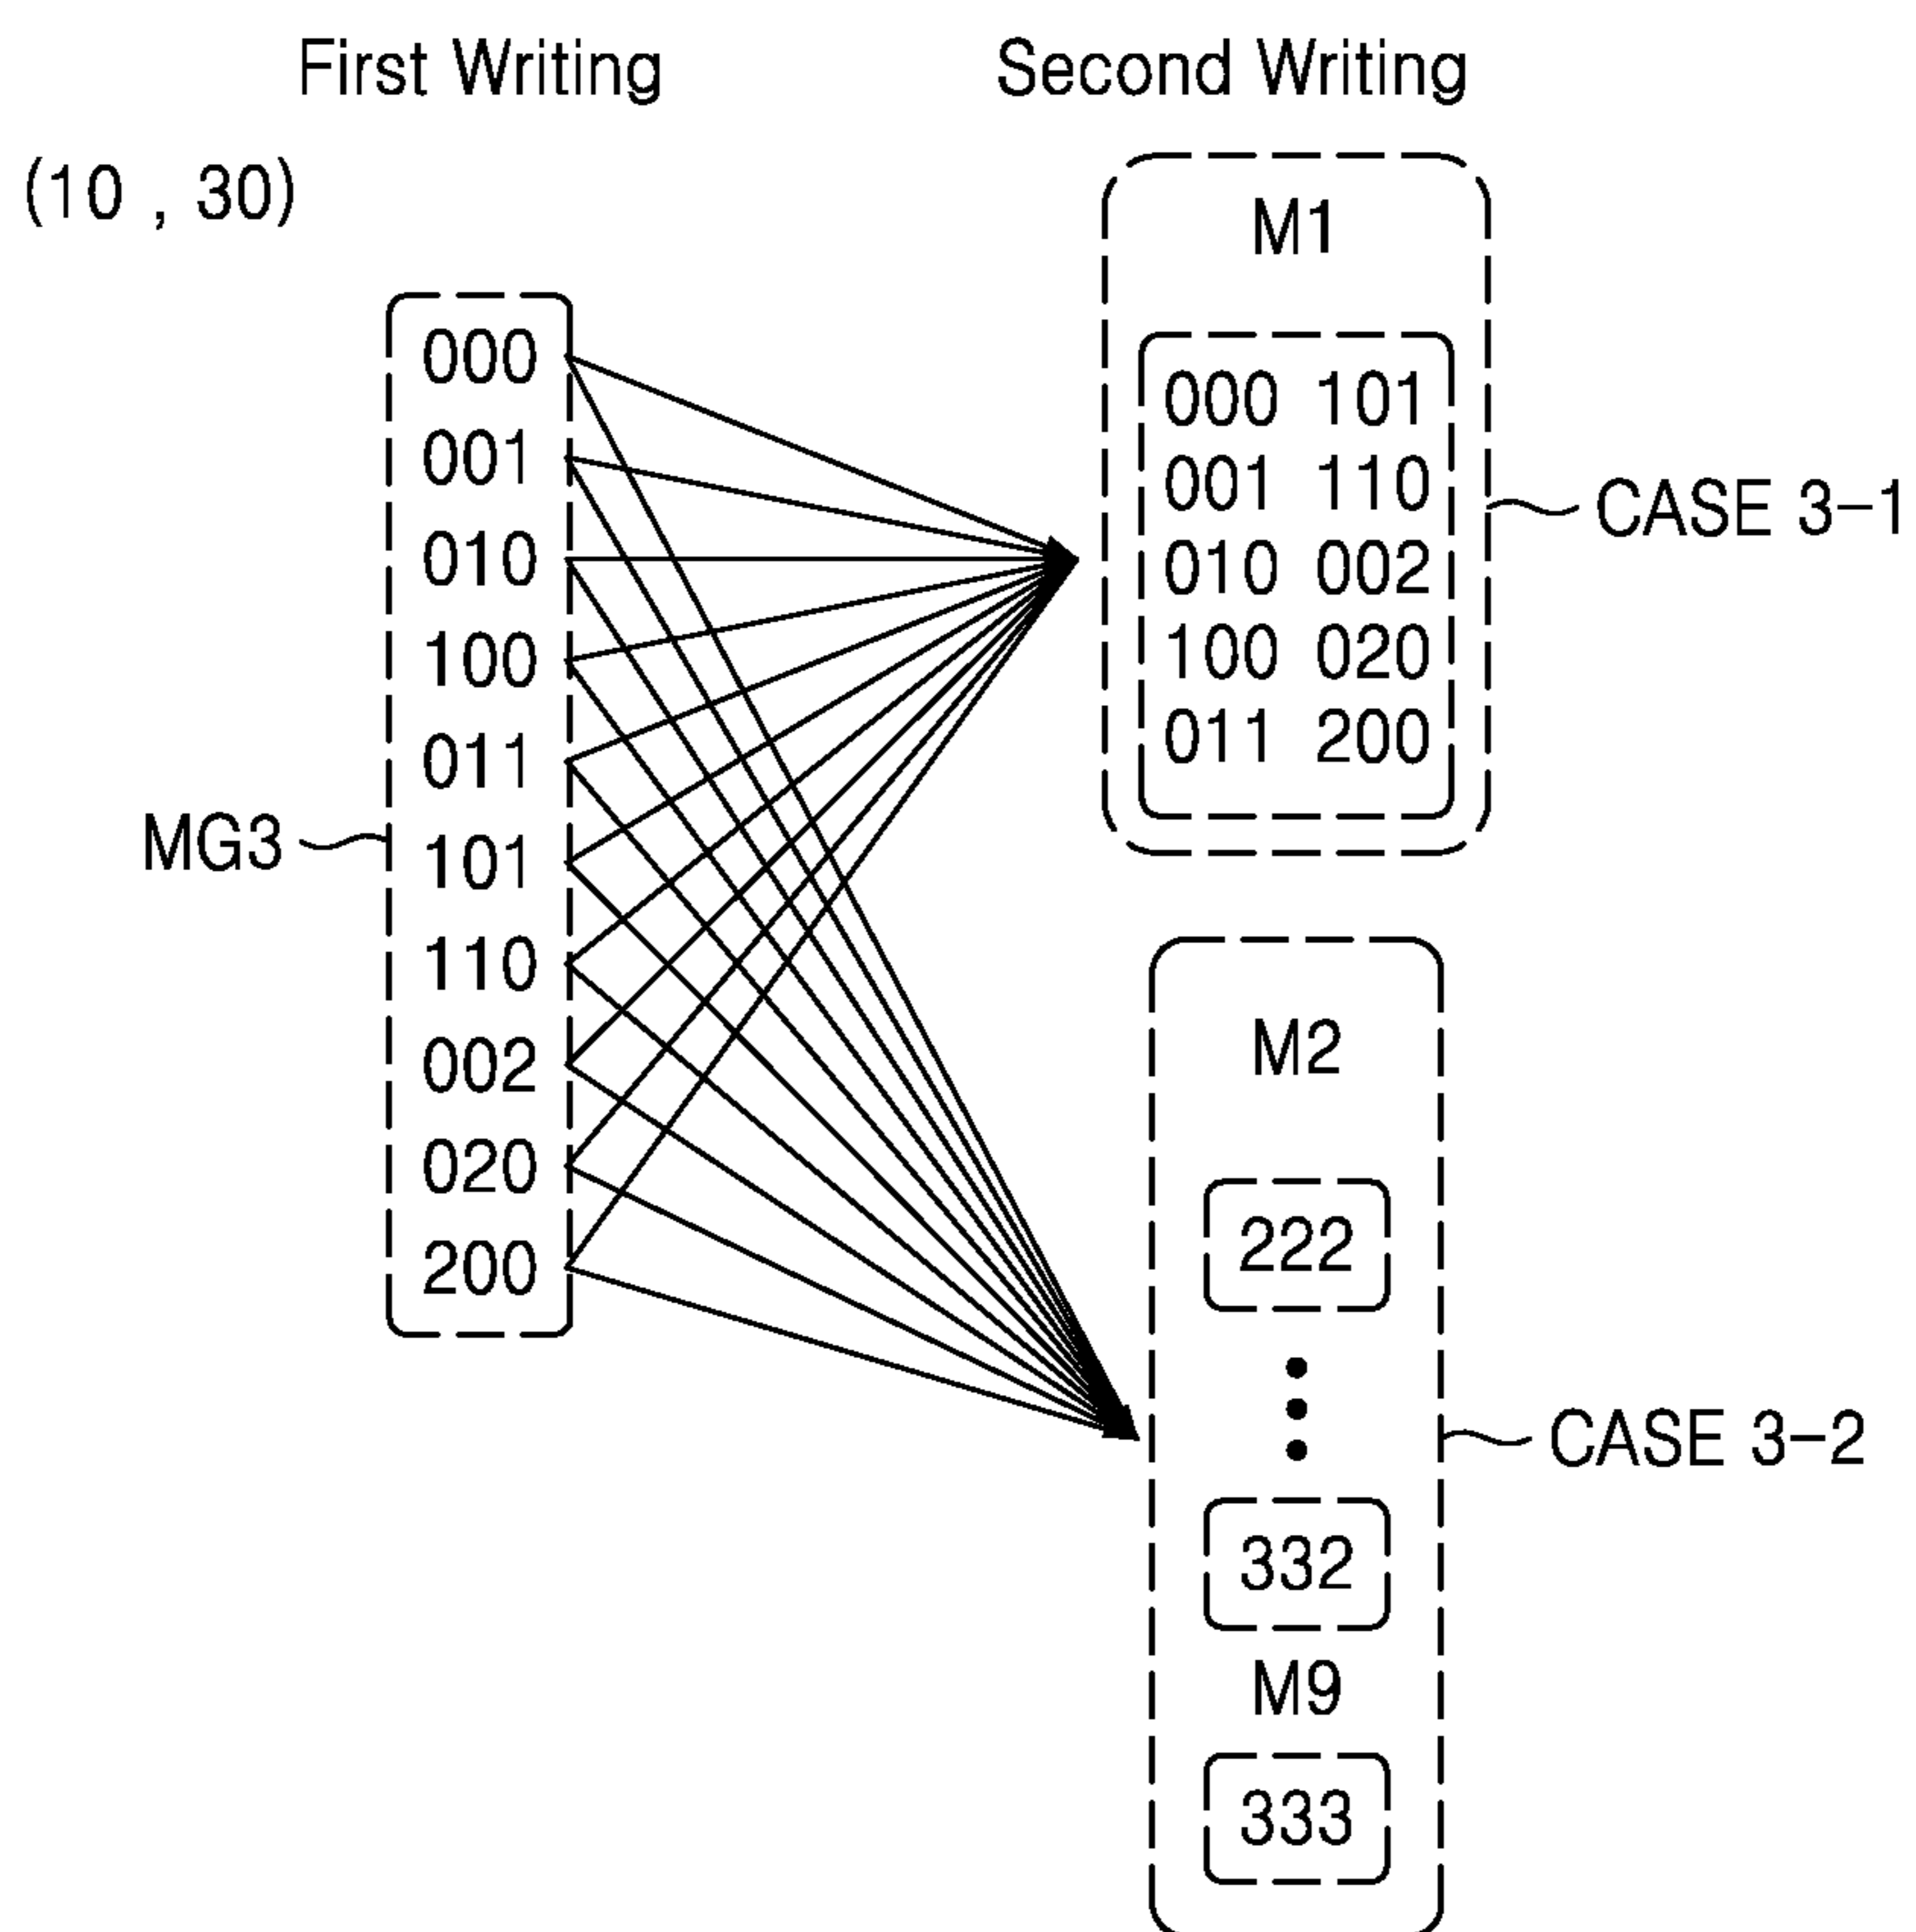 First Writing
Second Writing
(10 , 30)
MG3
000
001
010
100
011
101
110
002
020
200
M1
000 101
001 110
010 002
100 020
011 200
CASE 3-1
M2
222
332
M9
333
CASE 3-2